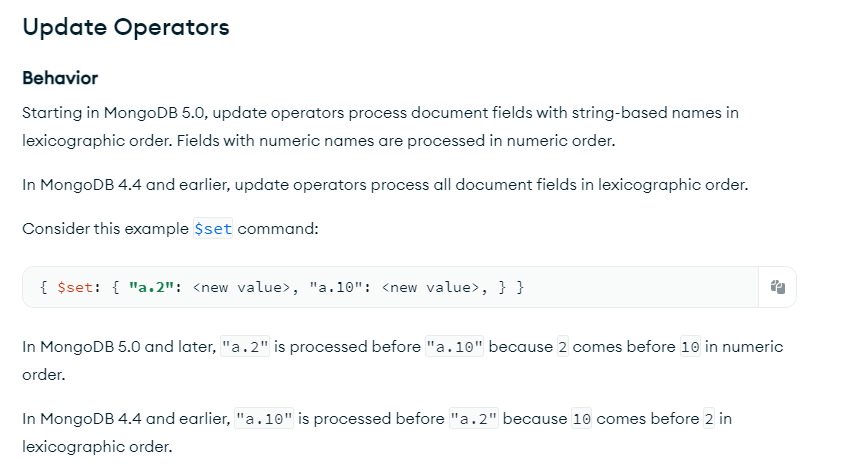 Update Operators
Behavior
Starting in MongoDB 5.0, update operators process document fields with string-based names in
lexicographic order. Fields with numeric names are processed in numeric order.
In MongoDB 4.4 and earlier, update operators process all document fields in lexicographic order.
Consider this example $set command:
{ $set: { "a.2": <new value>, "a.10": <new value>, } }
In MongoDB 5.0 and later, "a.2" is processed before "a.10" because 2 comes before 10 in numeric
order.
In MongoDB 4.4 and earlier, "a.10" is processed before "a.2" because 10 comes before 2 in
lexicographic order.